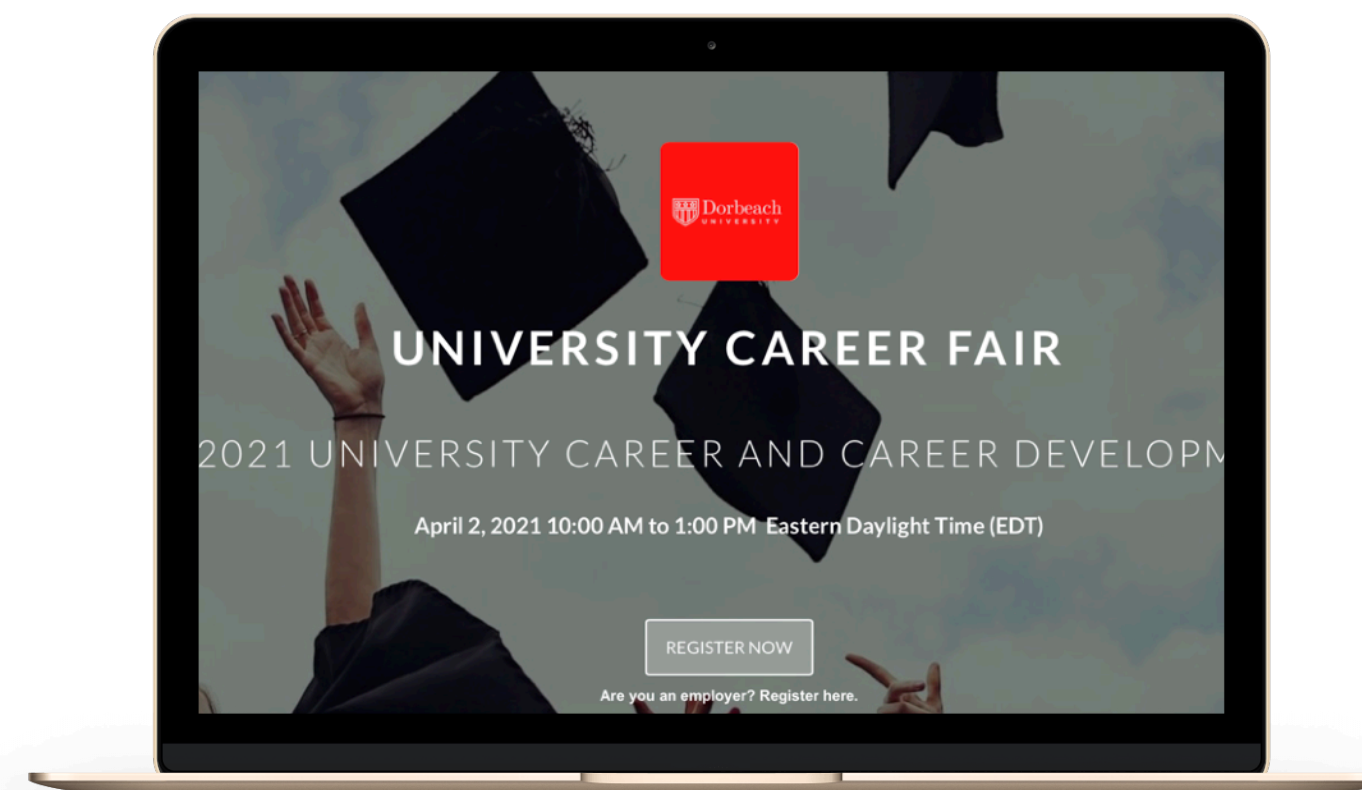 Dorbeach
UNIVERSITY
UNIVERSITY CAREER FAIR
2021 UNIVERSITY CAREER AND CAREER DEVELOPM
April 2, 2021 10:00 AM to 1:00 PM Eastern Daylight Time (EDT)
REGISTER NOW
Are you an employer? Register here.